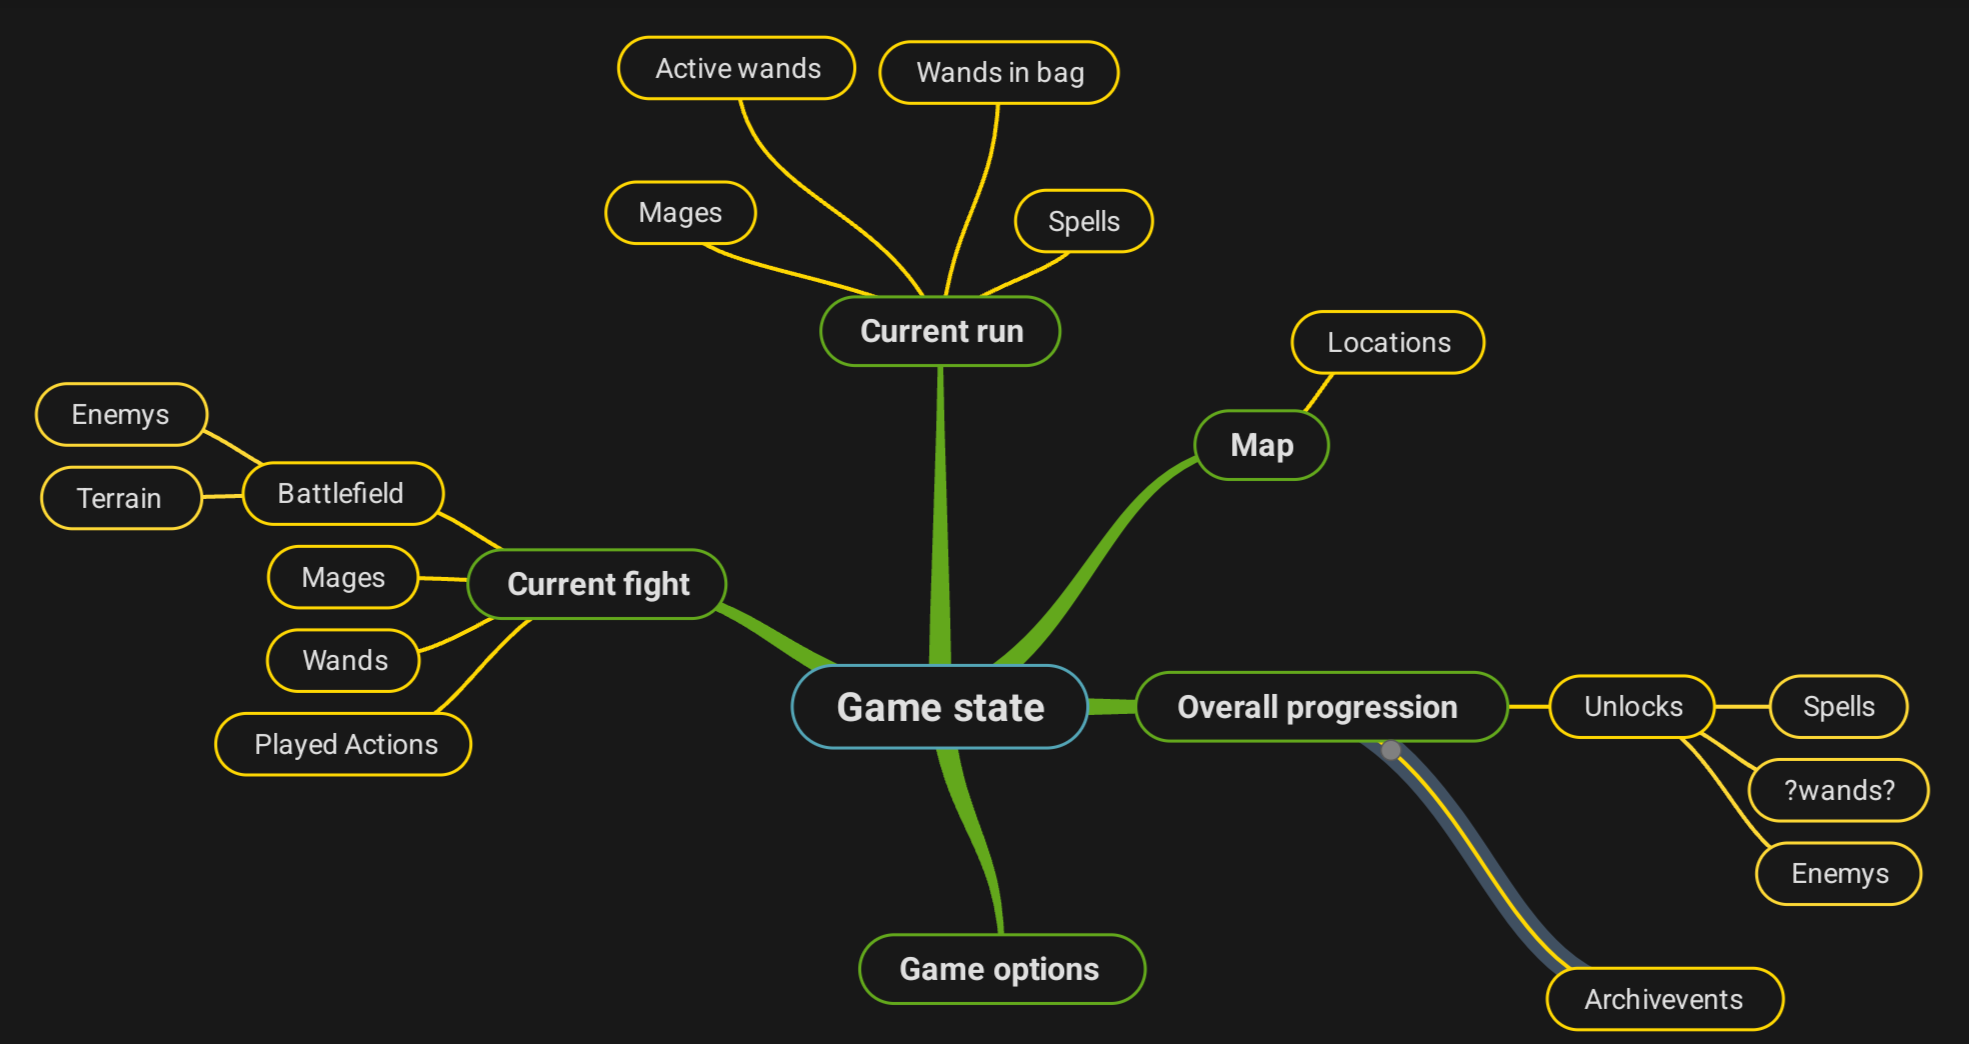 Active wands
Wands in bag
Mages
Spells
Current run
Locations
Map
Enemys
Terrain
Battlefield
Mages
Wands
Played Actions
Current fight
Game state
Overall progression
Unlocks
Spells
?wands?
Enemys
Archivevents
Game options